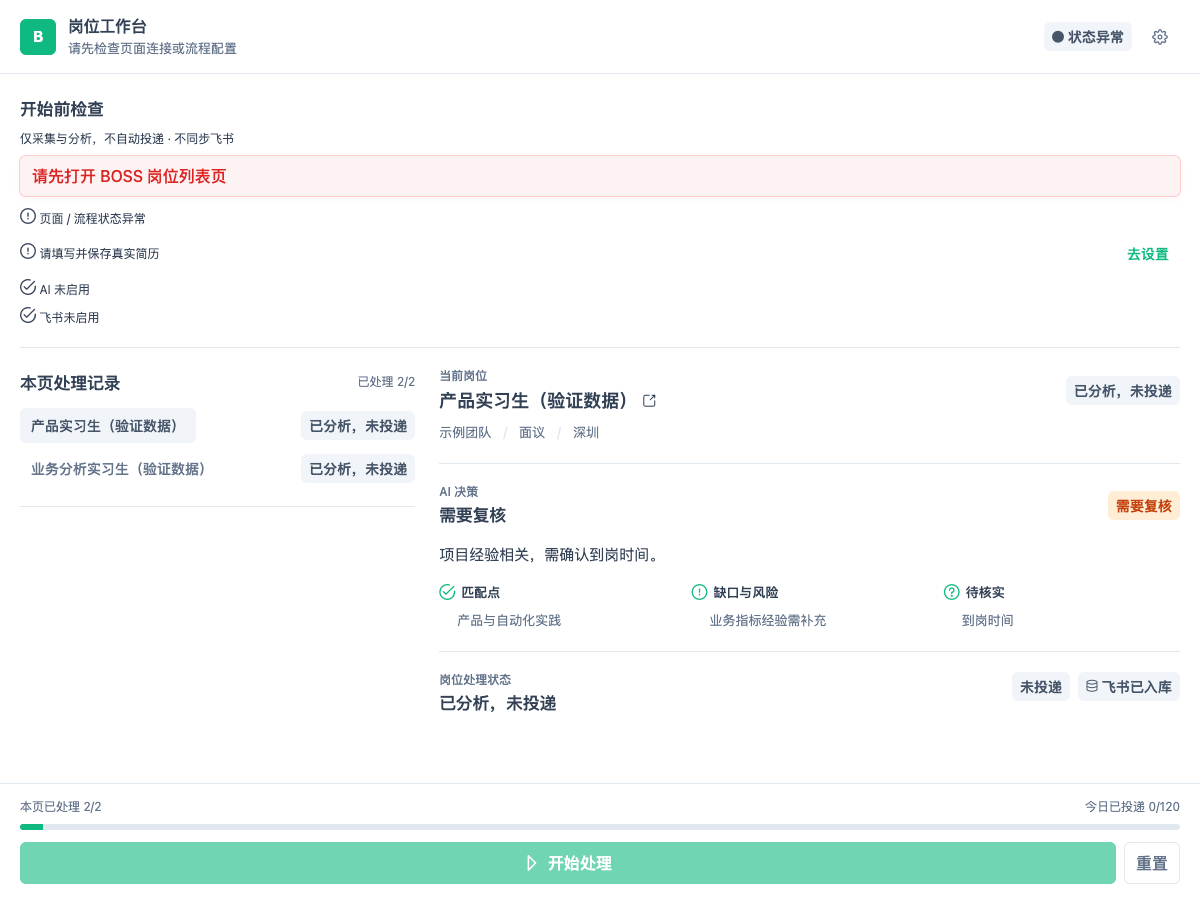 B
岗位工作台
请先检查页面连接或流程配置
状态异常
开始前检查
仅采集与分析，不自动投递 · 不同步飞书
请先打开 BOSS 岗位列表页
页面 / 流程状态异常
请填写并保存真实简历
去设置
AI 未启用
飞书未启用
本页处理记录
已处理 2/2
产品实习生（验证数据）
已分析，未投递
业务分析实习生（验证数据）
已分析，未投递
当前岗位
产品实习生（验证数据）
已分析，未投递
示例团队 / 面议 / 深圳
AI 决策
需要复核
需要复核
项目经验相关，需确认到岗时间。
匹配点
产品与自动化实践
缺口与风险
业务指标经验需补充
待核实
到岗时间
岗位处理状态
已分析，未投递
未投递
飞书已入库
本页已处理 2/2
今日已投递 0/120
开始处理
重置